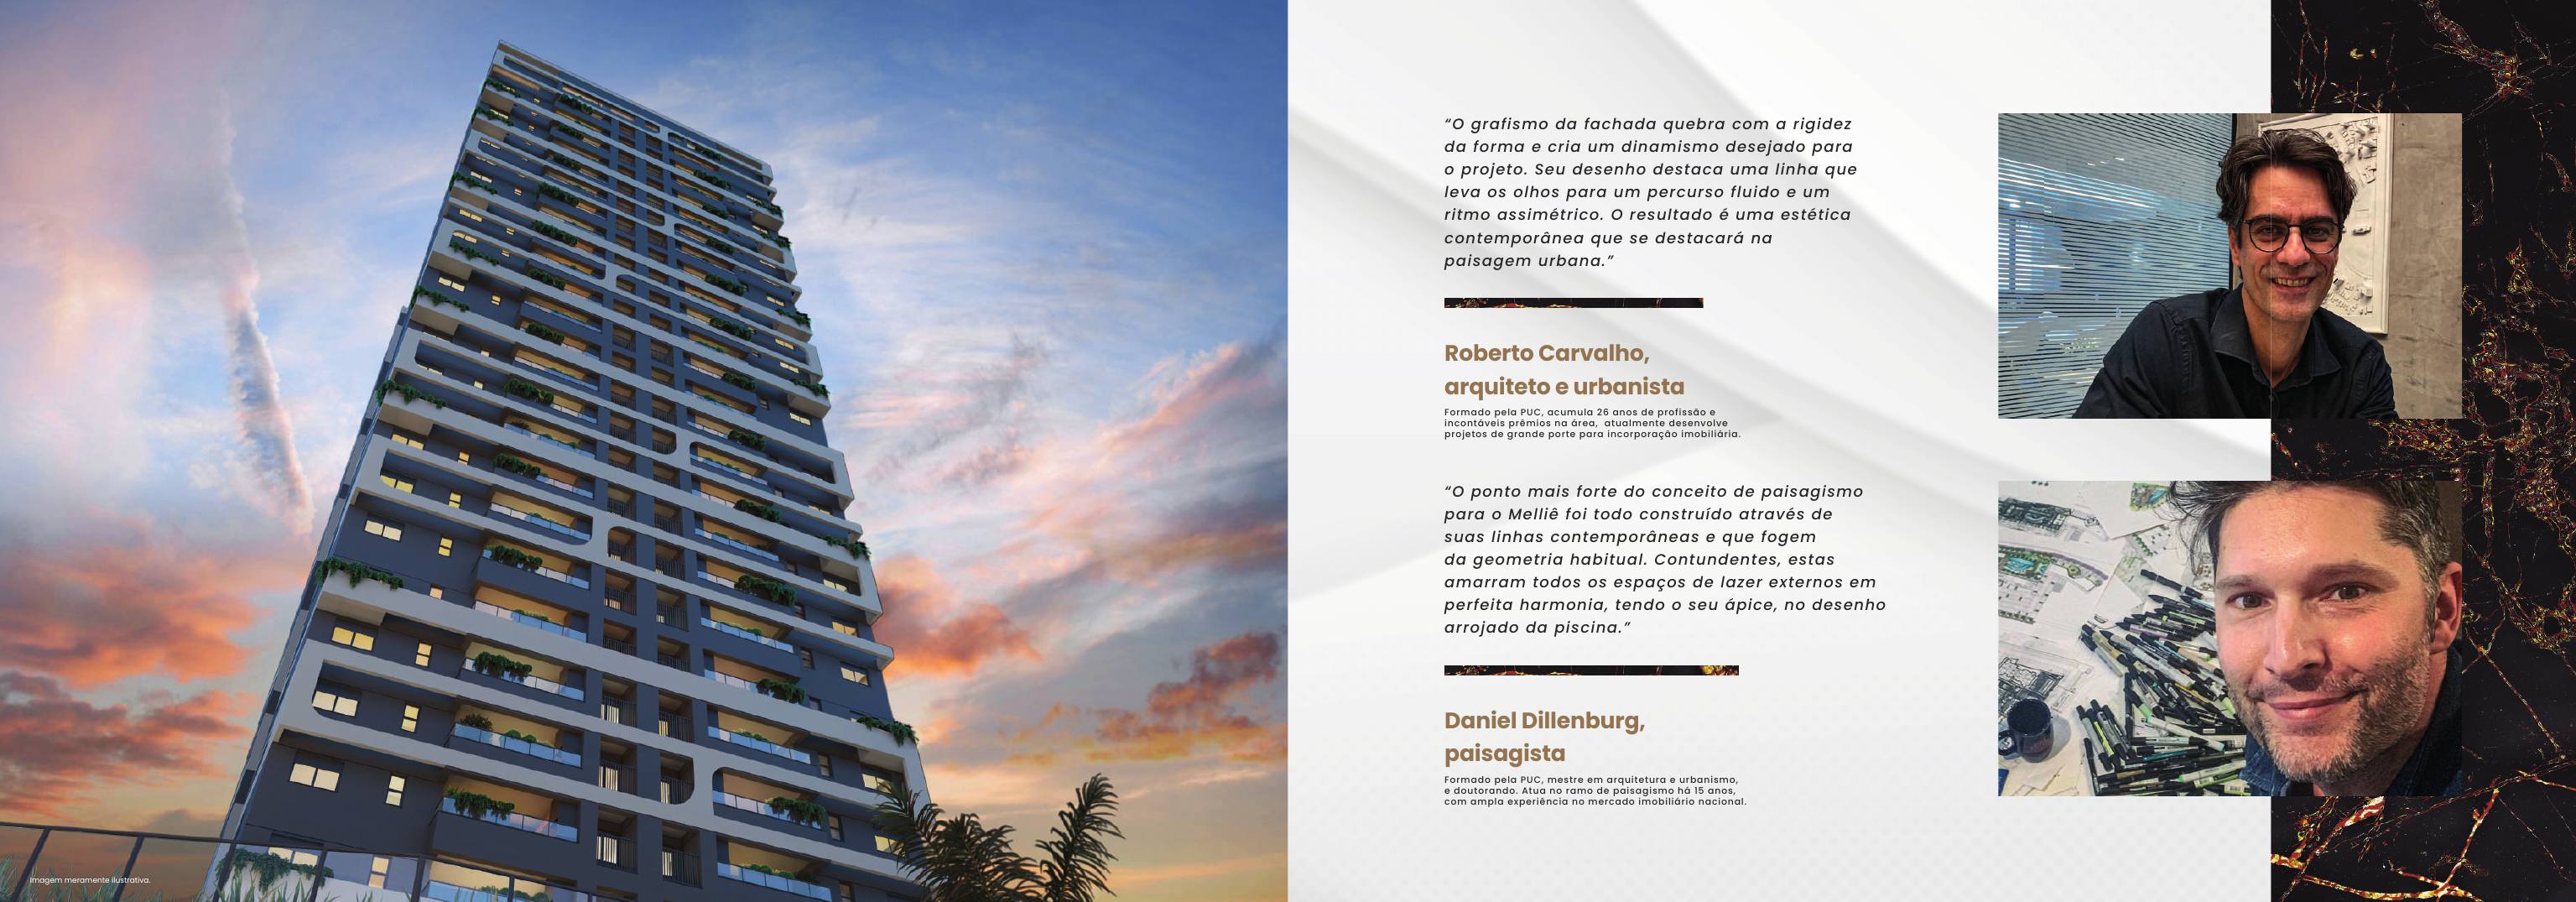 “O grafismo da fachada quebra com a rigidez
da forma e cria um dinamismo desejado para
o projeto. Seu desenho destaca uma linha que
leva os olhos para um percurso fluido e um
ritmo assimétrico. O resultado é uma estética
contemporânea que se destacará na
paisagem urbana.”
Roberto Carvalho,
arquiteto e urbanista
Formado pela PUC, acumula 26 anos de profissão e
incontáveis prêmios na área, atualmente desenvolve
projetos de grande porte para incorporação imobiliária.
“O ponto mais forte do conceito de paisagismo
para o Melliê foi todo construído através de
suas linhas contemporâneas e que fogem
da geometria habitual. Contundentes, estas
amarram todos os espaços de lazer externos em
perfeita harmonia, tendo o seu ápice, no desenho
arrojado da piscina.”
Daniel Dillenburg,
paisagista
Formado pela PUC, mestre em arquitetura e urbanismo,
e doutorando. Atua no ramo de paisagismo há 15 anos,
com ampla experiência no mercado imobiliário nacional.
Imagem meramente ilustrativa.